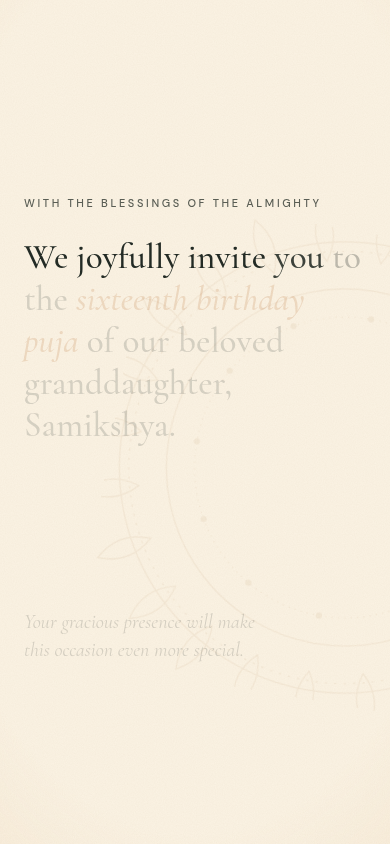 WITH THE BLESSINGS OF THE ALMIGHTY
We joyfully invite you to
the sixteenth birthday
puja of our beloved
granddaughter,
Samikshya.
Your gracious presence will make
this occasion even more special.